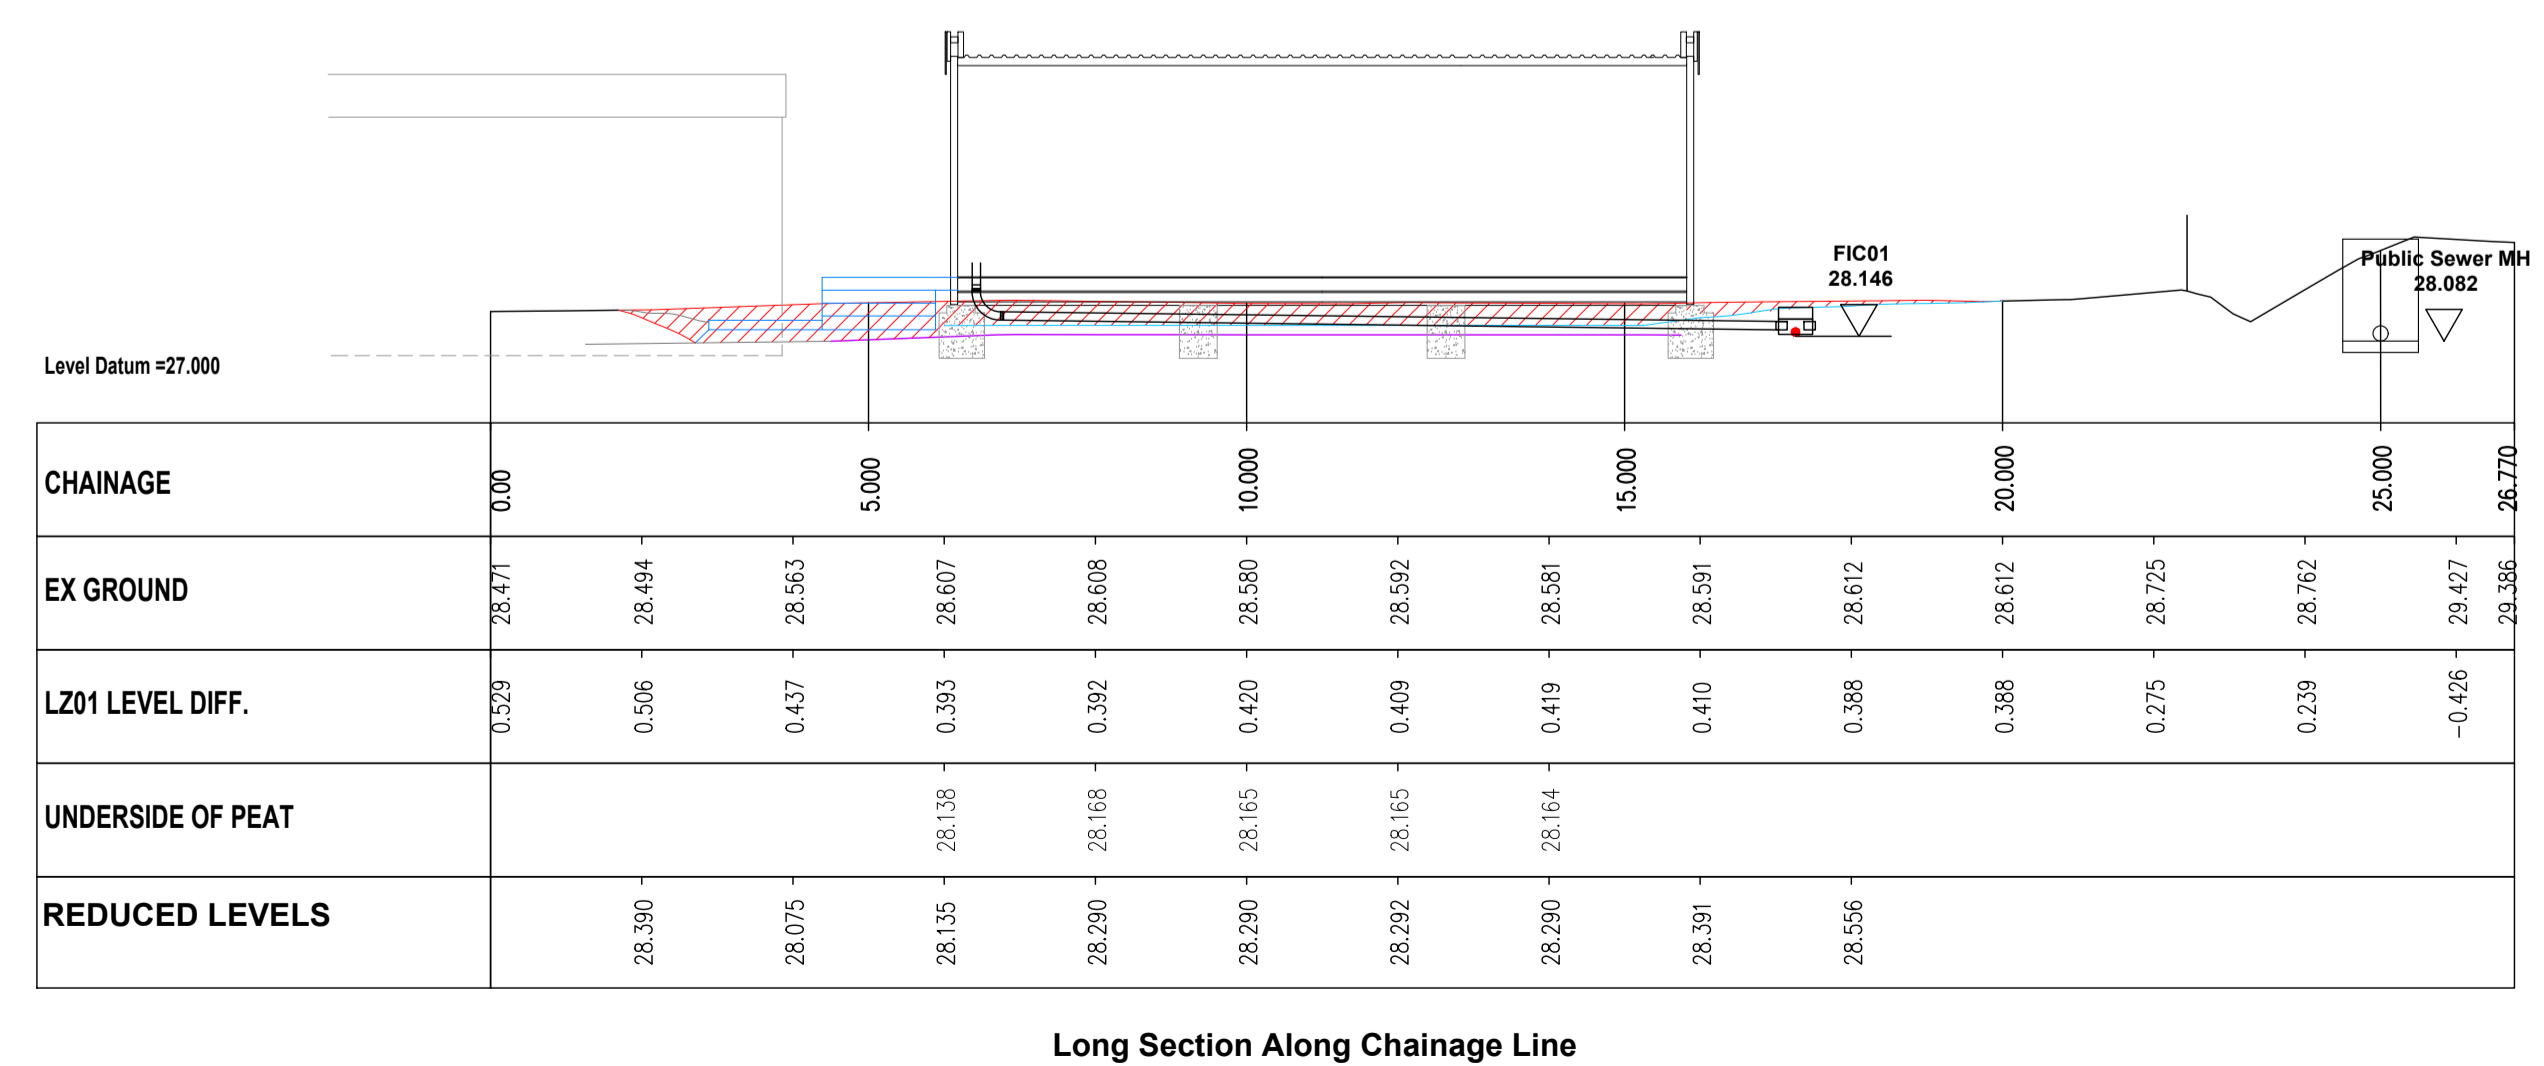 FIC01
28.146
Public Sewer MH
28.082
Level Datum =27.000
CHAINAGE 0.00 5.000 10.000 15.000 20.000 25.000 26.770
EX GROUND 28.471 28.494 28.563 28.607 28.608 28.580 28.592 28.581 28.591 28.612 28.612 28.725 28.762 29.427 29.386
LZ01 LEVEL DIFF. 0.529 0.506 0.437 0.393 0.392 0.420 0.409 0.419 0.410 0.388 0.388 0.275 0.239 -0.426
UNDERSIDE OF PEAT 28.138 28.168 28.165 28.165 28.164
REDUCED LEVELS 28.390 28.075 28.135 28.290 28.290 28.292 28.290 28.391 28.556
Long Section Along Chainage Line